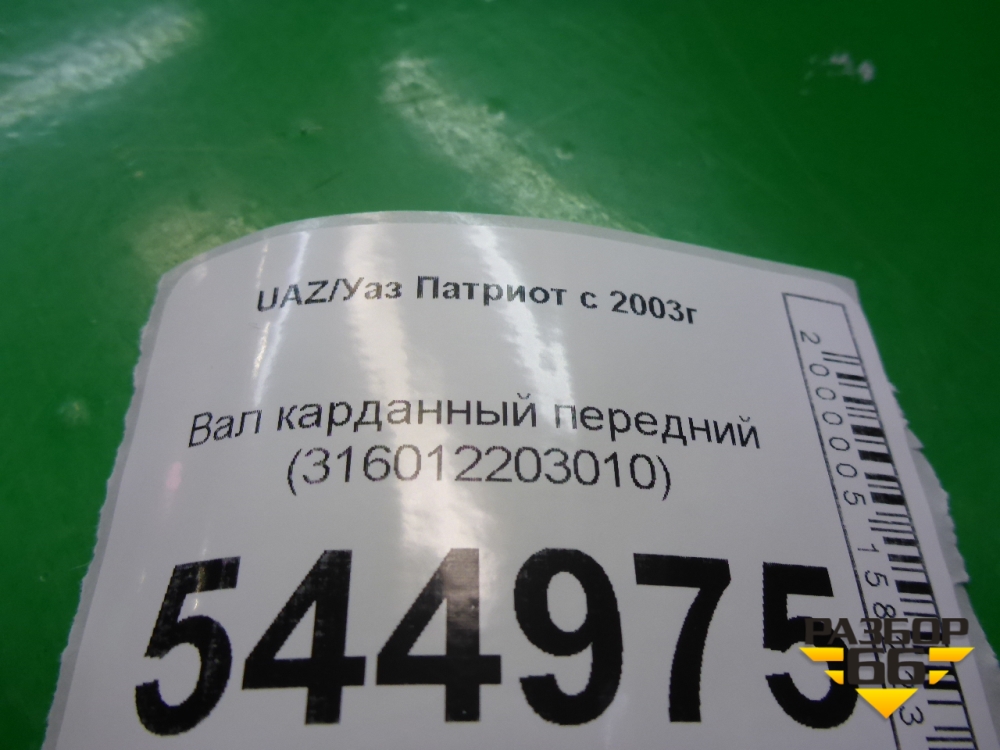 UAZ/Уаз Патриот с 2003г
Вал карданный передний
(316012203010)
544975
РАЗБОР
66